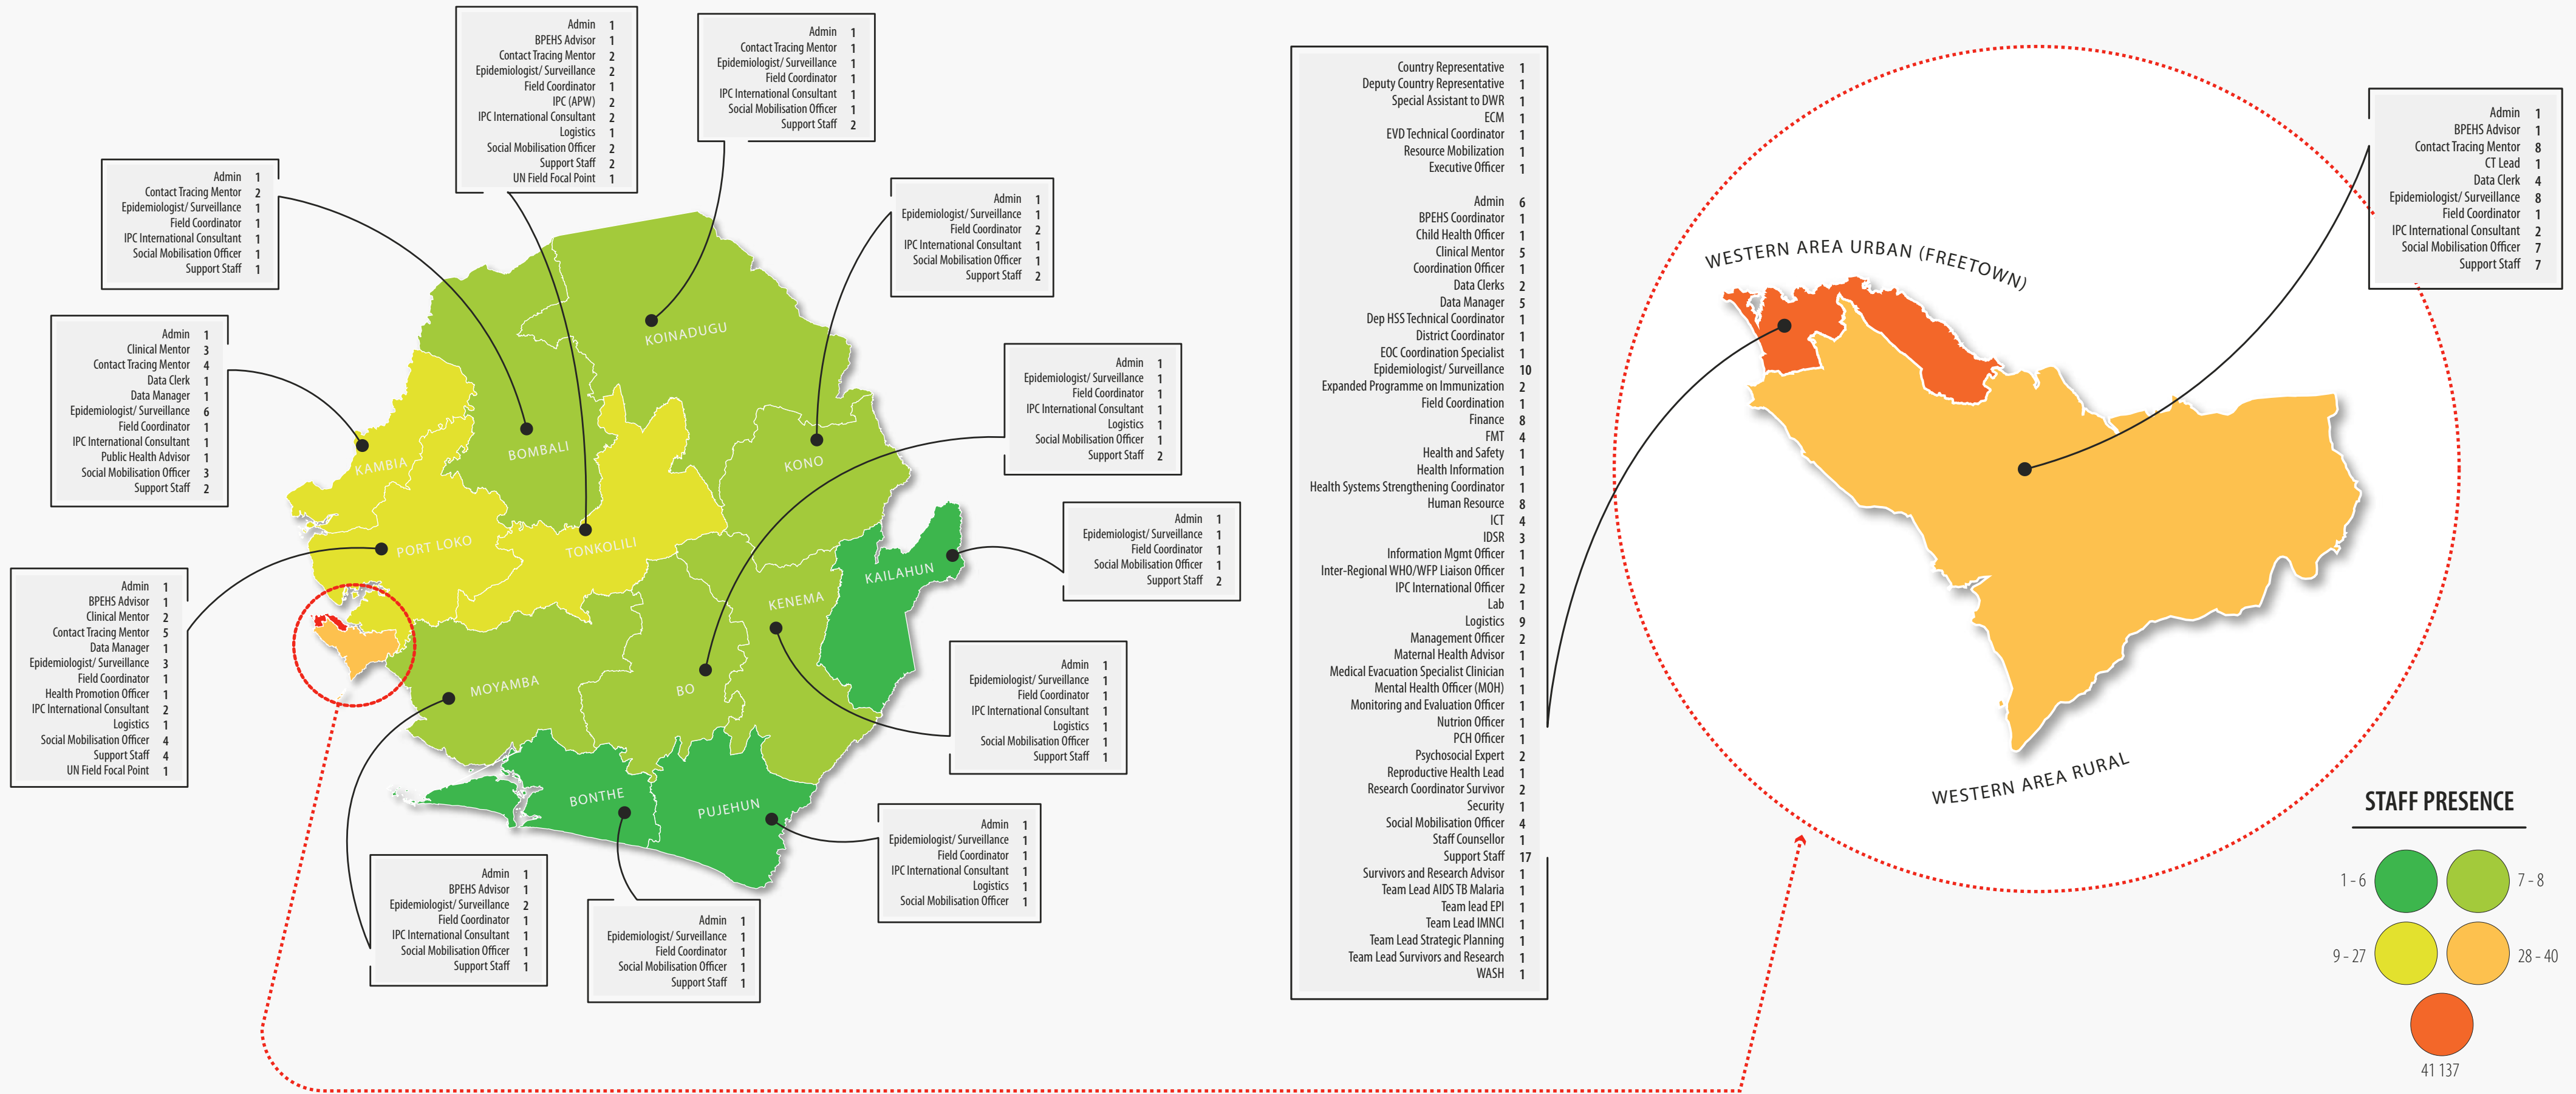 Admin 1
BPEHS Advisor 1
Contact Tracing Mentor 2
Epidemiologist/ Surveillance 2
Field Coordinator 1
IPC (APW) 2
IPC International Consultant 2
Logistics 1
Social Mobilisation Officer 2
Support Staff 2
UN Field Focal Point 1
Admin 1
Contact Tracing Mentor 1
Epidemiologist/ Surveillance 1
Field Coordinator 1
IPC International Consultant 1
Social Mobilisation Officer 1
Support Staff 2
Admin 1
Contact Tracing Mentor 2
Epidemiologist/ Surveillance 1
Field Coordinator 1
IPC International Consultant 1
Social Mobilisation Officer 1
Support Staff 1
Admin 1
Epidemiologist/ Surveillance 1
Field Coordinator 2
IPC International Consultant 1
Social Mobilisation Officer 1
Support Staff 2
Admin 1
Clinical Mentor 3
Contact Tracing Mentor 4
Data Clerk 1
Data Manager 1
Epidemiologist/ Surveillance 6
Field Coordinator 1
IPC International Consultant 1
Public Health Advisor 1
Social Mobilisation Officer 3
Support Staff 2
Admin 1
Epidemiologist/ Surveillance 1
Field Coordinator 1
IPC International Consultant 1
Logistics 1
Social Mobilisation Officer 1
Support Staff 2
Admin 1
Epidemiologist/ Surveillance 1
Field Coordinator 1
Social Mobilisation Officer 1
Support Staff 2
Admin 1
BPEHS Advisor 1
Clinical Mentor 2
Contact Tracing Mentor 5
Data Manager 1
Epidemiologist/ Surveillance 3
Field Coordinator 1
Health Promotion Officer 1
IPC International Consultant 2
Logistics 1
Social Mobilisation Officer 4
Support Staff 4
UN Field Focal Point 1
Admin 1
Epidemiologist/ Surveillance 1
Field Coordinator 1
IPC International Consultant 1
Logistics 1
Social Mobilisation Officer 1
Support Staff 1
Admin 1
Epidemiologist/ Surveillance 1
Field Coordinator 1
IPC International Consultant 1
Logistics 1
Social Mobilisation Officer 1
Admin 1
BPEHS Advisor 1
Epidemiologist/ Surveillance 2
Field Coordinator 1
IPC International Consultant 1
Social Mobilisation Officer 1
Support Staff 1
Admin 1
Epidemiologist/ Surveillance 1
Field Coordinator 1
Social Mobilisation Officer 1
Support Staff 1
KOINADUGU
BOMBALI
KAMBIA
KONO
PORT LOKO
TONKOLILI
KAILAHUN
KENEMA
MOYAMBA
BO
BONTHE
PUJEHUN
Country Representative 1
Deputy Country Representative 1
Special Assistant to DWR 1
ECM 1
EVD Technical Coordinator 1
Resource Mobilization 1
Executive Officer 1
Admin 6
BPEHS Coordinator 1
Child Health Officer 1
Clinical Mentor 5
Coordination Officer 1
Data Clerks 2
Data Manager 5
Dep HSS Technical Coordinator 1
District Coordinator 1
EOC Coordination Specialist 1
Epidemiologist/ Surveillance 10
Expanded Programme on Immunization 2
Field Coordination 1
Finance 8
FMT 4
Health and Safety 1
Health Information 1
Health Systems Strengthening Coordinator 1
Human Resource 8
ICT 4
IDSR 3
Information Mgmt Officer 1
Inter-Regional WHO/WFP Liaison Officer 1
IPC International Officer 2
Lab 1
Logistics 9
Management Officer 2
Maternal Health Advisor 1
Medical Evacuation Specialist Clinician 1
Mental Health Officer (MOH) 1
Monitoring and Evaluation Officer 1
Nutrion Officer 1
PCH Officer 1
Psychosocial Expert 2
Reproductive Health Lead 1
Research Coordinator Survivor 2
Security 1
Social Mobilisation Officer 4
Staff Counsellor 1
Support Staff 17
Survivors and Research Advisor 1
Team Lead AIDS TB Malaria 1
Team lead EPI 1
Team Lead IMNCI 1
Team Lead Strategic Planning 1
Team Lead Survivors and Research 1
WASH 1
WESTERN AREA URBAN (FREETOWN)
WESTERN AREA RURAL
Admin 1
BPEHS Advisor 1
Contact Tracing Mentor 8
CT Lead 1
Data Clerk 4
Epidemiologist/ Surveillance 8
Field Coordinator 1
IPC International Consultant 2
Social Mobilisation Officer 7
Support Staff 7
STAFF PRESENCE
1 - 6
7 - 8
9 - 27
28 - 40
41 137